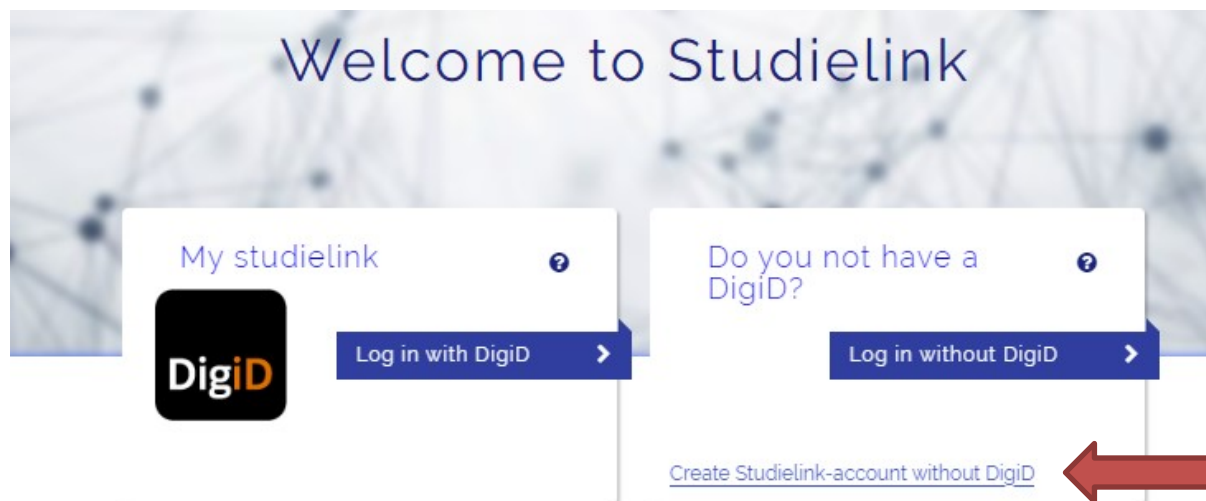 Welcome to Studielink
My studielink
DigiD
Log in with DigiD
Do you not have a
DigiD?
Log in without DigiD
Create Studielink-account without DigiD